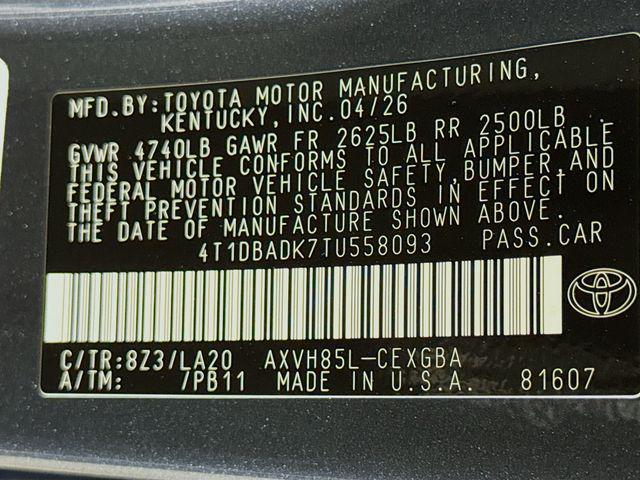 MFD.BY:TOYOTA MOTOR MANUFACTURING,
KENTUCKY,INC.04/26
GVWR 4740LB GAWR FR 2625LB RR 2500LB
THIS VEHICLE CONFORMS TO ALL APPLICABLE
FEDERAL MOTOR VEHICLE SAFETY,BUMPER,AND
THEFT PREVENTION STANDARDS IN EFFECT ON
THE DATE OF MANUFACTURE SHOWN ABOVE.
4T1DBADK7TU558093 PASS.CAR
C/TR:8Z3/LA20 AXVH85L-CEXGBA
A/TM: /PB11 MADE IN U.S.A. 81607